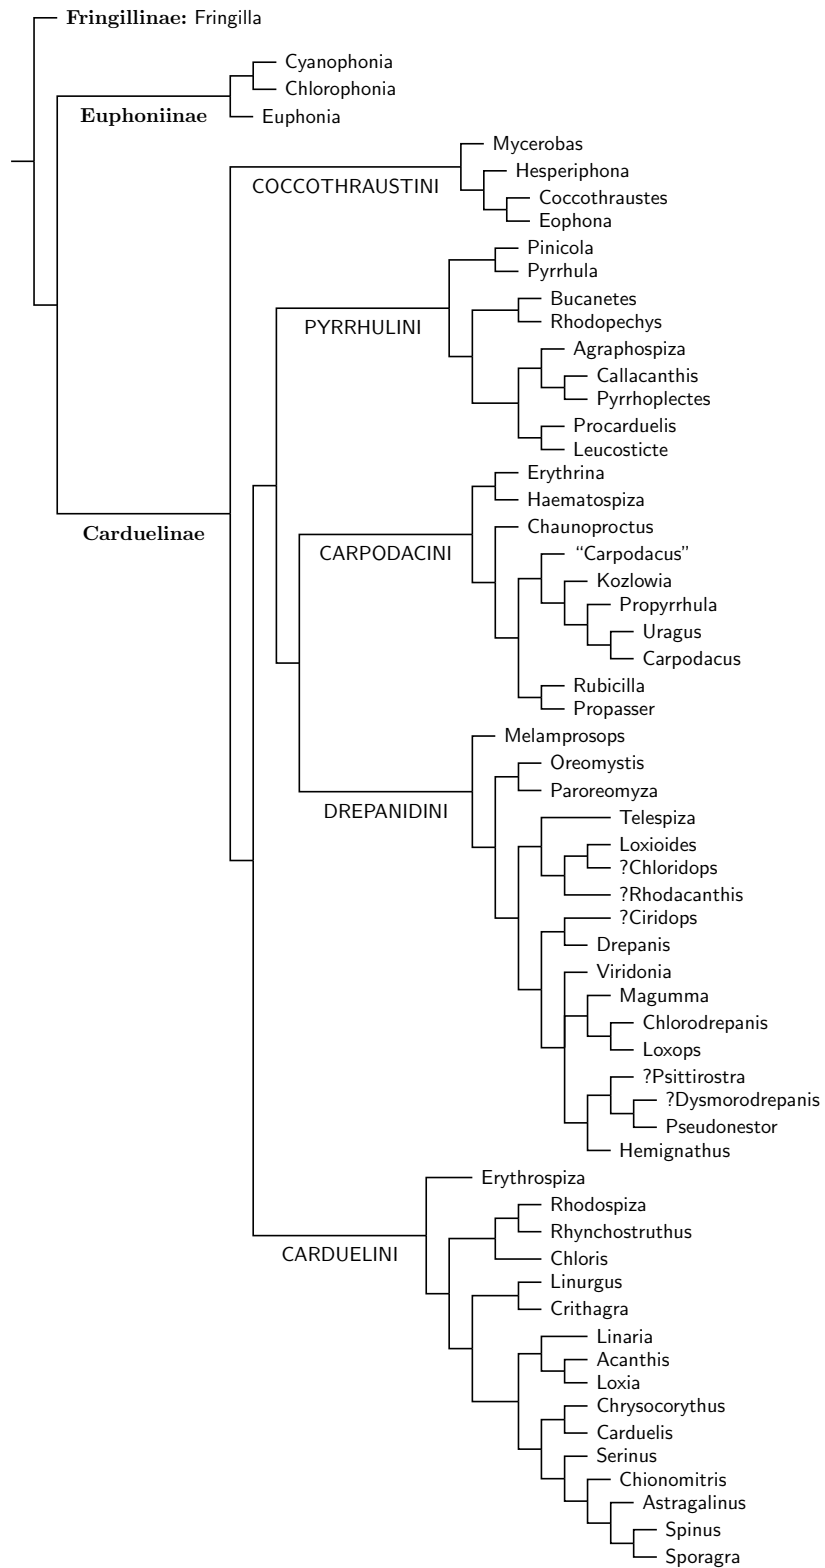 Fringillinae: Fringilla
Cyanophonia
Chlorophonia
Euphoniinae
Euphonia
Mycerobas
Hesperiphona
COCCOTHRAUSTINI
Coccothraustes
Eophona
Pinicola
Pyrrhula
Bucanetes
Rhodopechys
PYRRHULINI
Agraphospiza
Callacanthis
Pyrrhoplectes
Procarduelis
Leucosticte
Erythrina
Haematospiza
Chaunoproctus
Carduelinae
CARPODACINI
“Carpodacus”
Kozlowia
Propyrrhula
Uragus
Carpodacus
Rubicilla
Propasser
Melamprosops
Oreomystis
Paroreomyza
DREPANIDINI
Telespiza
Loxioides
?Chloridops
?Rhodacanthis
?Ciridops
Drepanis
Viridonia
Magumma
Chlorodrepanis
Loxops
?Psittirostra
?Dysmorodrepanis
Pseudonestor
Hemignathus
Erythrospiza
Rhodospiza
Rhynchostruthus
CARDUELINI
Chloris
Linurgus
Crithagra
Linaria
Acanthis
Loxia
Chrysocorythus
Carduelis
Serinus
Chionomitris
Astragalinus
Spinus
Sporagra